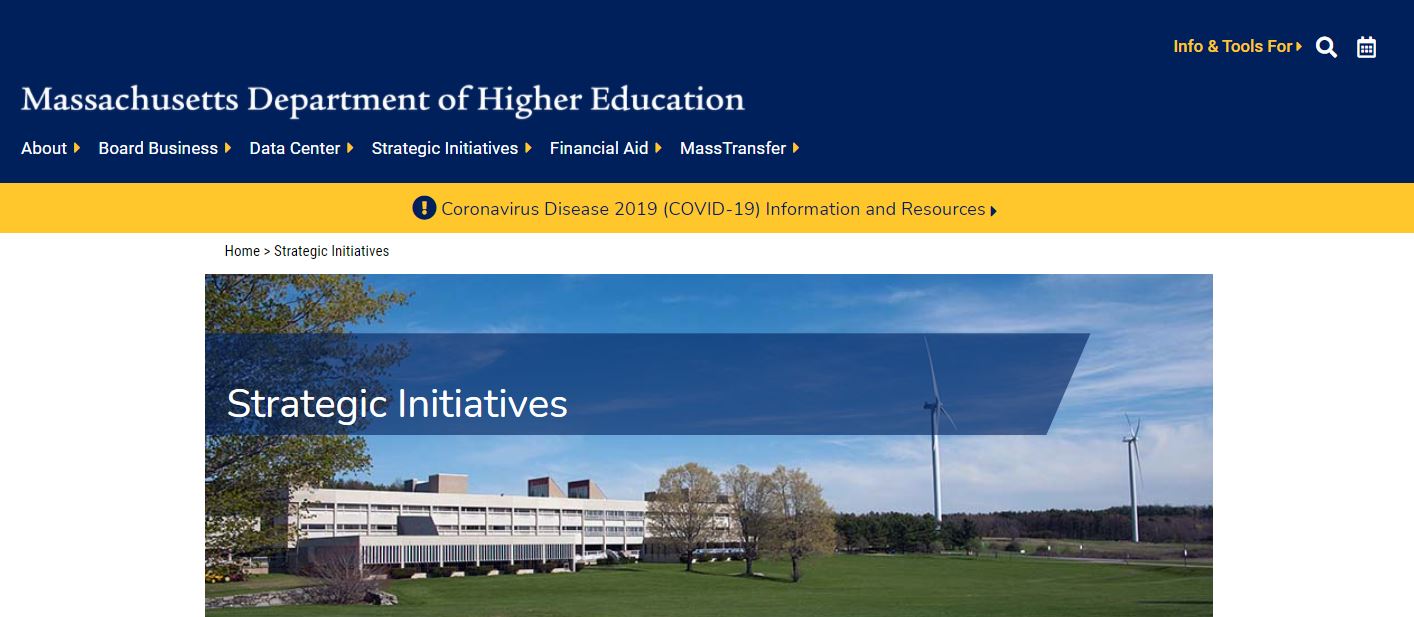 Info & Tools For
Massachusetts Department of Higher Education
About Board Business Data Center Strategic Initiatives Financial Aid MassTransfer
Coronavirus Disease 2019 (COVID-19) Information and Resources
Home > Strategic Initiatives
Strategic Initiatives